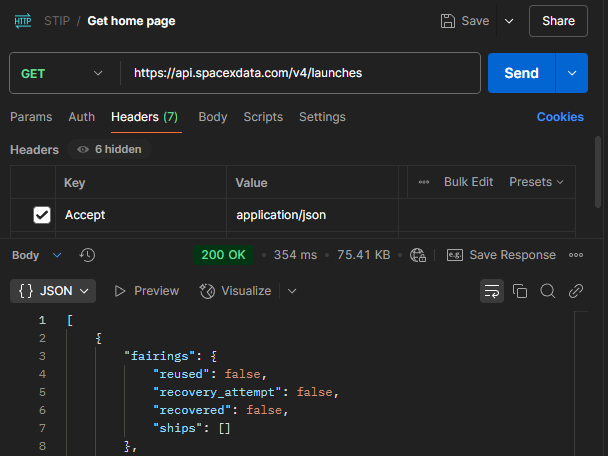 HTTP STIP / Get home page Save Share
GET https://api.spacexdata.com/v4/launches Send
Params Auth Headers (7) Body Scripts Settings Cookies
Headers 6 hidden
Key Value ••• Bulk Edit Presets
Accept application/json
Body 200 OK • 354 ms • 75.41 KB • e.g. Save Response •••
{} JSON Preview Visualize
1 [
2 {
3 "fairings": {
4 "reused": false,
5 "recovery_attempt": false,
6 "recovered": false,
7 "ships": []
8 },